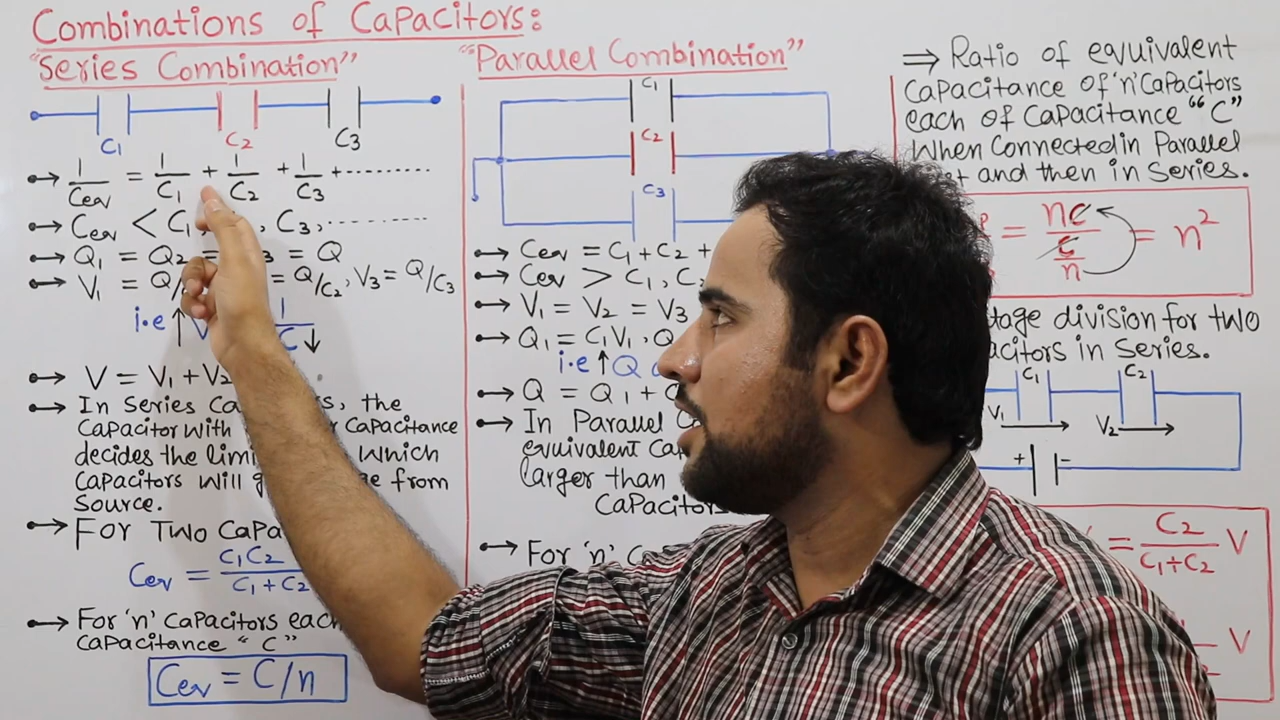 Combinations of Capacitors:
"Series Combination"
C1 C2 C3
1/Ceq = 1/C1 + 1/C2 + 1/C3 + ........
Ceq < C1 , C3, ........
Q1 = Q2 = 3 = Q
V1 = Q/ = Q/C2, V3 = Q/C3
i.e ↑ V 1/C ↓
V = V1 + V2
In Series Ca , the
capacitor with capacitance
decides the limi which
capacitors will g from
source.
For Two Capa
Ceq = C1C2/C1+C2
For 'n' capacitors each
capacitance "C"
Ceq = C/n
"Parallel Combination"
C1
C2
C3
Ceq = C1 + C2 +
Ceq > C1, C2
V1 = V2 = V3
Q1 = C1V1, Q
i.e ↑ Q
Q = Q1 +
In Parallel
equivalent Ca
larger than
capacitors
For 'n' C
⇒ Ratio of equivalent
capacitance of 'n' capacitors
each of capacitance "C"
when connected in Parallel
and then in Series.
= nc / c/n = n²
tage division for two
acitors in Series.
C1 C2
V1 V2
+ -
= C2/C1+C2 V
V